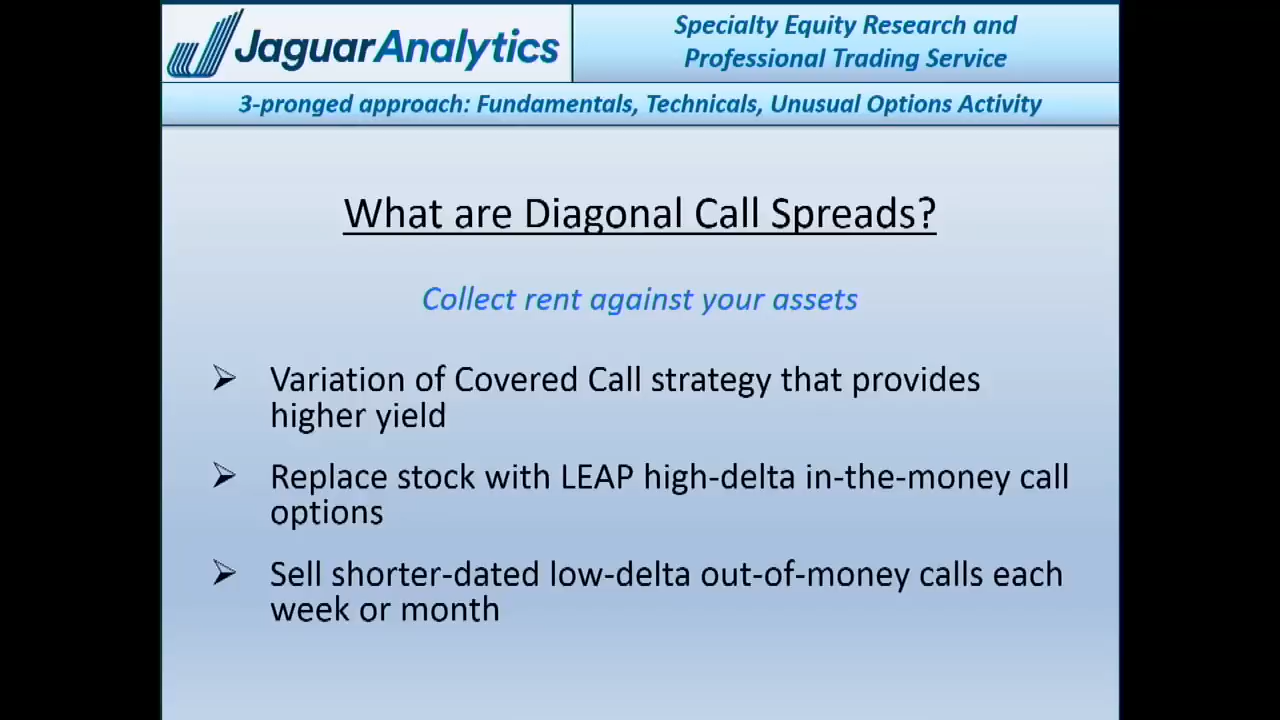 JaguarAnalytics
Specialty Equity Research and
Professional Trading Service
3-pronged approach: Fundamentals, Technicals, Unusual Options Activity
What are Diagonal Call Spreads?
Collect rent against your assets
Variation of Covered Call strategy that provides
higher yield
Replace stock with LEAP high-delta in-the-money call
options
Sell shorter-dated low-delta out-of-money calls each
week or month